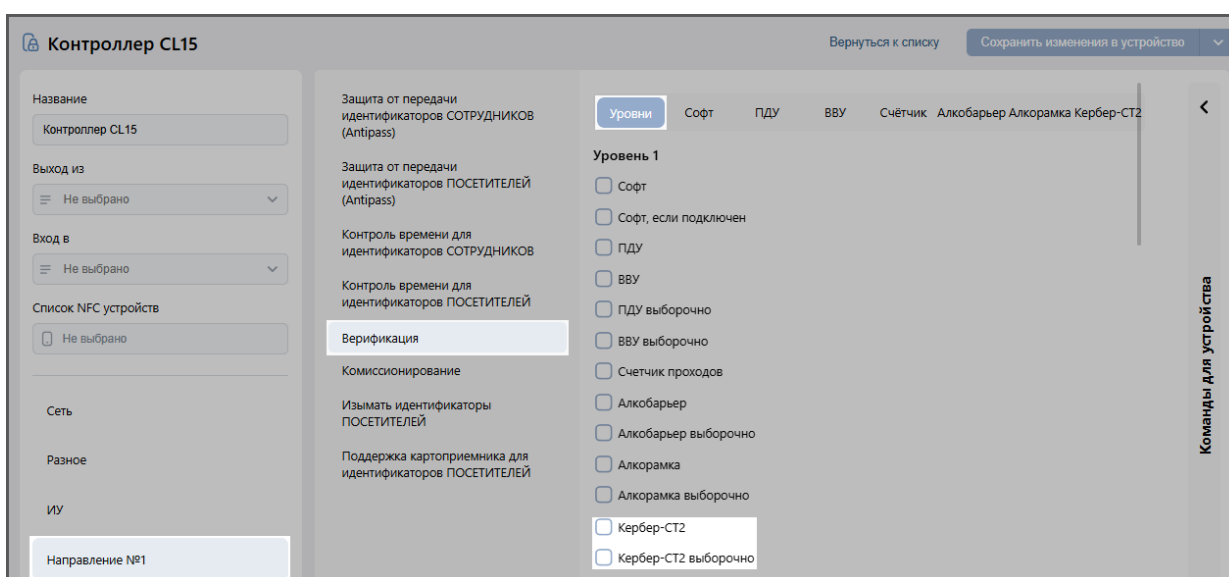 Контроллер CL15
Вернуться к списку
Сохранить изменения в устройство
Название
Контроллер CL15
Выход из
Не выбрано
Вход в
Не выбрано
Список NFC устройств
Не выбрано
Сеть
Разное
ИУ
Направление №1
Защита от передачи
идентификаторов СОТРУДНИКОВ
(Antipass)
Защита от передачи
идентификаторов ПОСЕТИТЕЛЕЙ
(Antipass)
Контроль времени для
идентификаторов СОТРУДНИКОВ
Контроль времени для
идентификаторов ПОСЕТИТЕЛЕЙ
Верификация
Комиссионирование
Изымать идентификаторы
ПОСЕТИТЕЛЕЙ
Поддержка картоприемника для
идентификаторов ПОСЕТИТЕЛЕЙ
Уровни Софт ПДУ ВВУ Счётчик Алкобарьер Алкорамка Кербер-СТ2
Уровень 1
Софт
Софт, если подключен
ПДУ
ВВУ
ПДУ выборочно
ВВУ выборочно
Счетчик проходов
Алкобарьер
Алкобарьер выборочно
Алкорамка
Алкорамка выборочно
Кербер-СТ2
Кербер-СТ2 выборочно
Команды для устройства